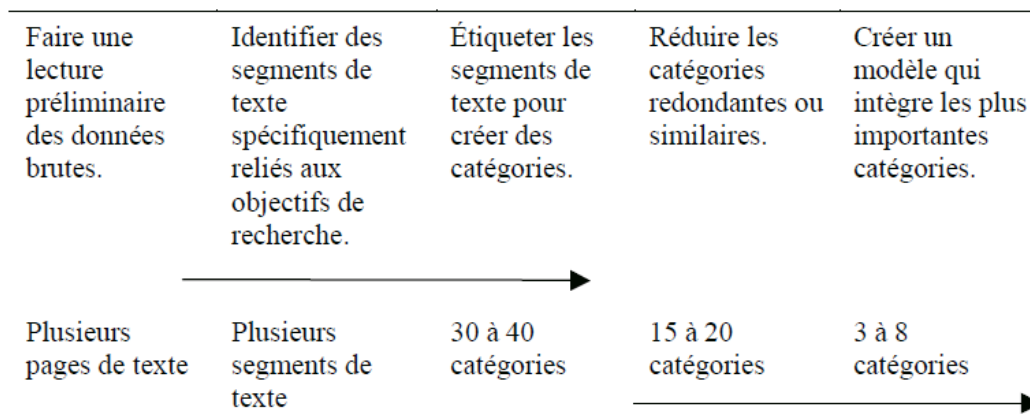 Faire une
lecture
préliminaire
des données
brutes.
Identifier des
segments de
texte
spécifiquement
reliés aux
objectifs de
recherche.
Étiqueter les
segments de
texte pour
créer des
catégories.
Réduire les
catégories
redondantes ou
similaires.
Créer un
modèle qui
intègre les plus
importantes
catégories.
Plusieurs
pages de texte
Plusieurs
segments de
texte
30 à 40
catégories
15 à 20
catégories
3 à 8
catégories